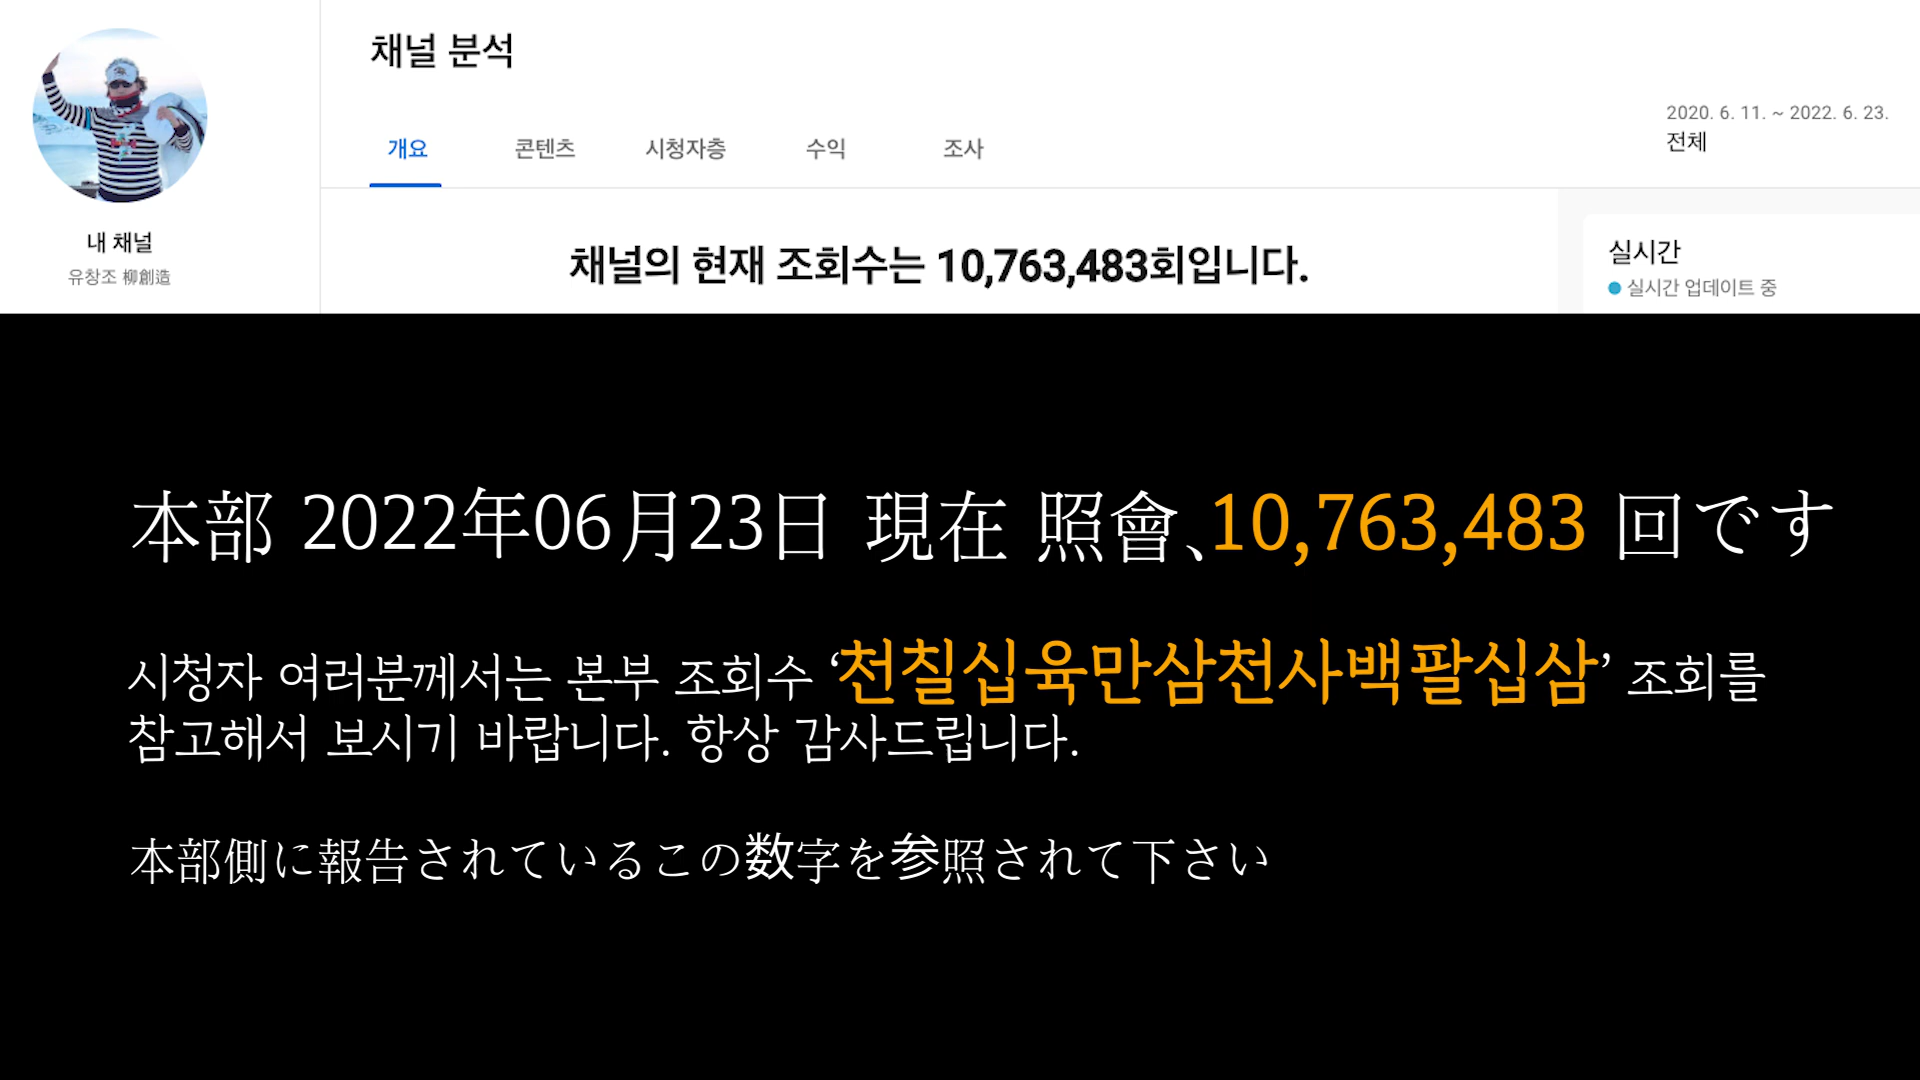 채널 분석
2020. 6. 11. ~ 2022. 6. 23.
전체
개요 콘텐츠 시청자층 수익 조사
내 채널
유창조 柳創造
채널의 현재 조회수는 10,763,483회입니다.
실시간
실시간 업데이트 중
本部 2022年06月23日 現在 照會、10,763,483 回です
시청자 여러분께서는 본부 조회수 ‘천칠십육만삼천사백팔십삼’ 조회를
참고해서 보시기 바랍니다. 항상 감사드립니다.
本部側に報告されているこの数字を参照されて下さい